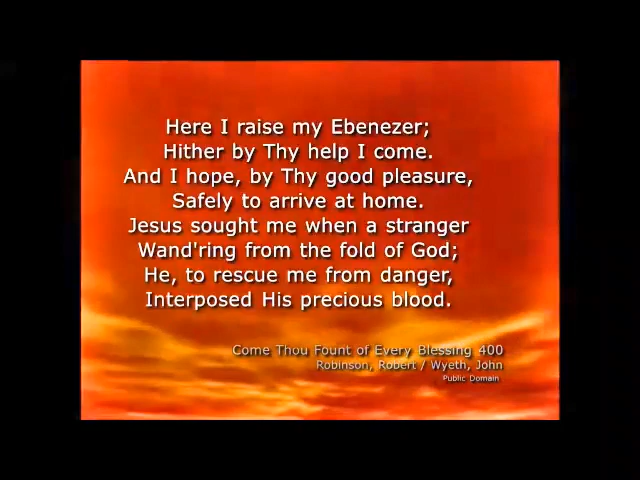 Here I raise my Ebenezer;
Hither by Thy help I come.
And I hope, by Thy good pleasure,
Safely to arrive at home.
Jesus sought me when a stranger
Wand'ring from the fold of God;
He, to rescue me from danger,
Interposed His precious blood.
Come Thou Fount of Every Blessing 400
Robinson, Robert / Wyeth, John
Public Domain